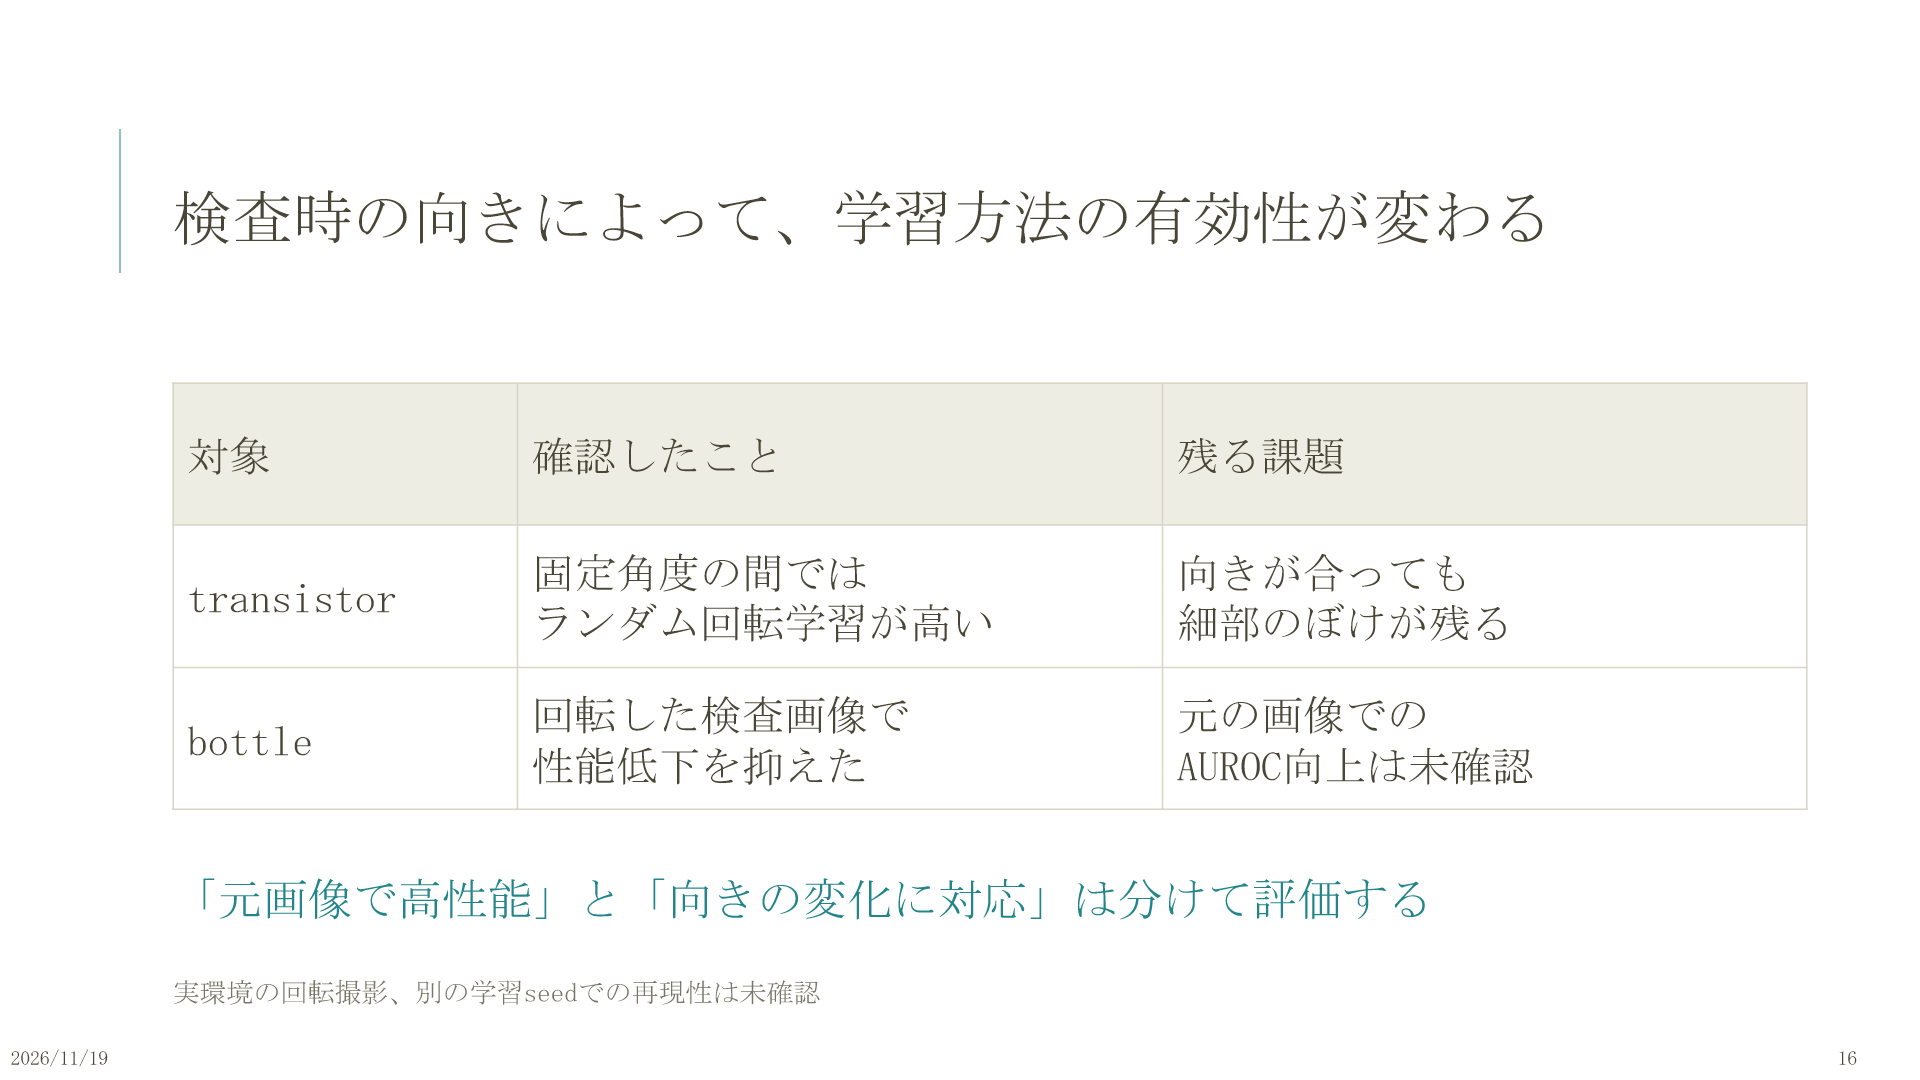 検査時の向きによって、学習方法の有効性が変わる
対象
確認したこと
残る課題
transistor
固定角度の間では
ランダム回転学習が高い
向きが合っても
細部のぼけが残る
bottle
回転した検査画像で
性能低下を抑えた
元の画像での
AUROC向上は未確認
「元画像で高性能」と「向きの変化に対応」は分けて評価する
実環境の回転撮影、別の学習seedでの再現性は未確認
2026/11/19
16